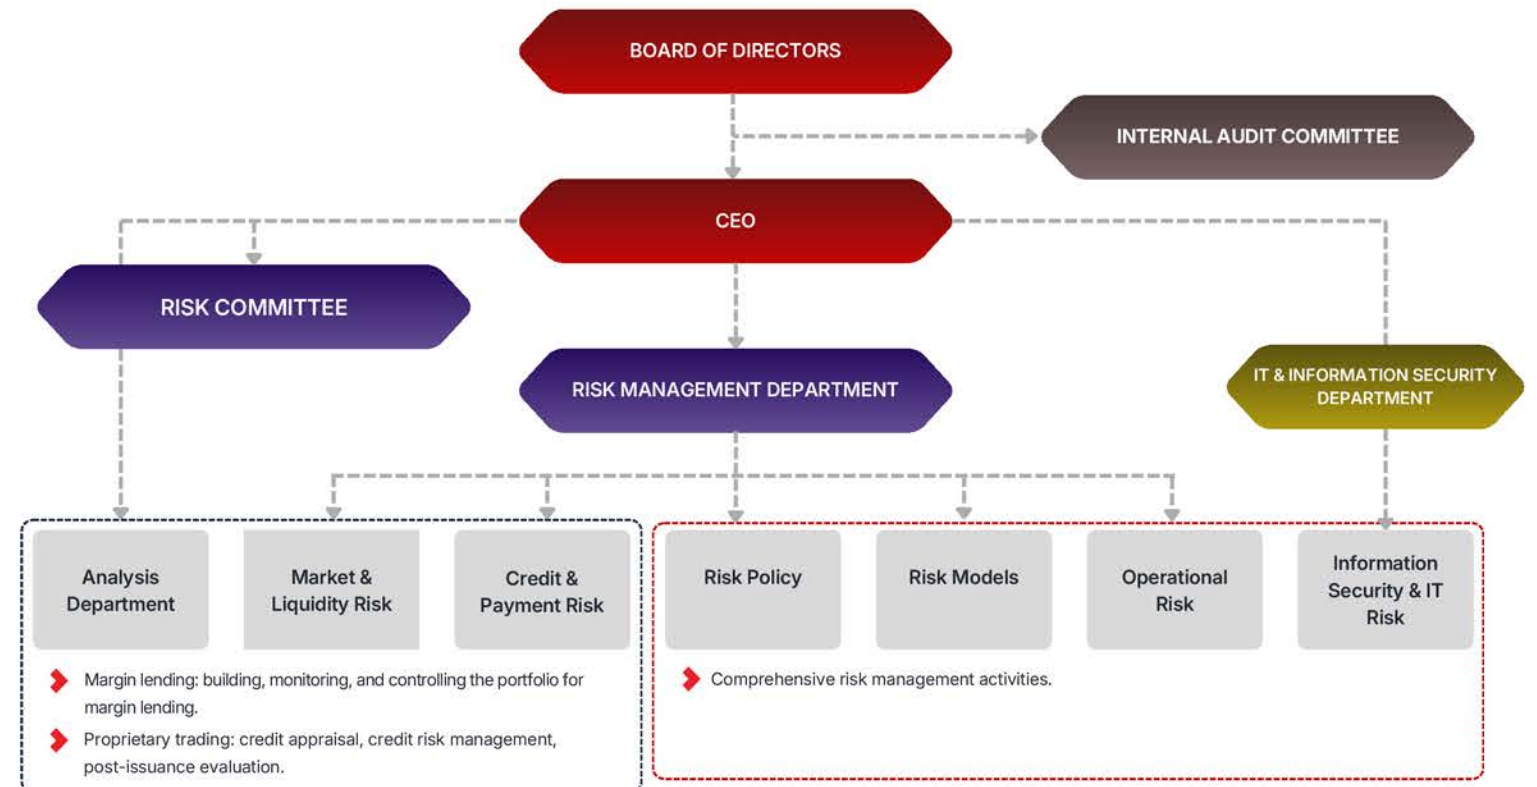 BOARD OF DIRECTORS
INTERNAL AUDIT COMMITTEE
CEO
RISK COMMITTEE
RISK MANAGEMENT DEPARTMENT
IT & INFORMATION SECURITY
DEPARTMENT
Analysis
Department
Market &
Liquidity Risk
Credit &
Payment Risk
Risk Policy
Risk Models
Operational
Risk
Information
Security & IT
Risk
Margin lending: building, monitoring, and controlling the portfolio for
margin lending.
Proprietary trading: credit appraisal, credit risk management,
post-issuance evaluation.
Comprehensive risk management activities.